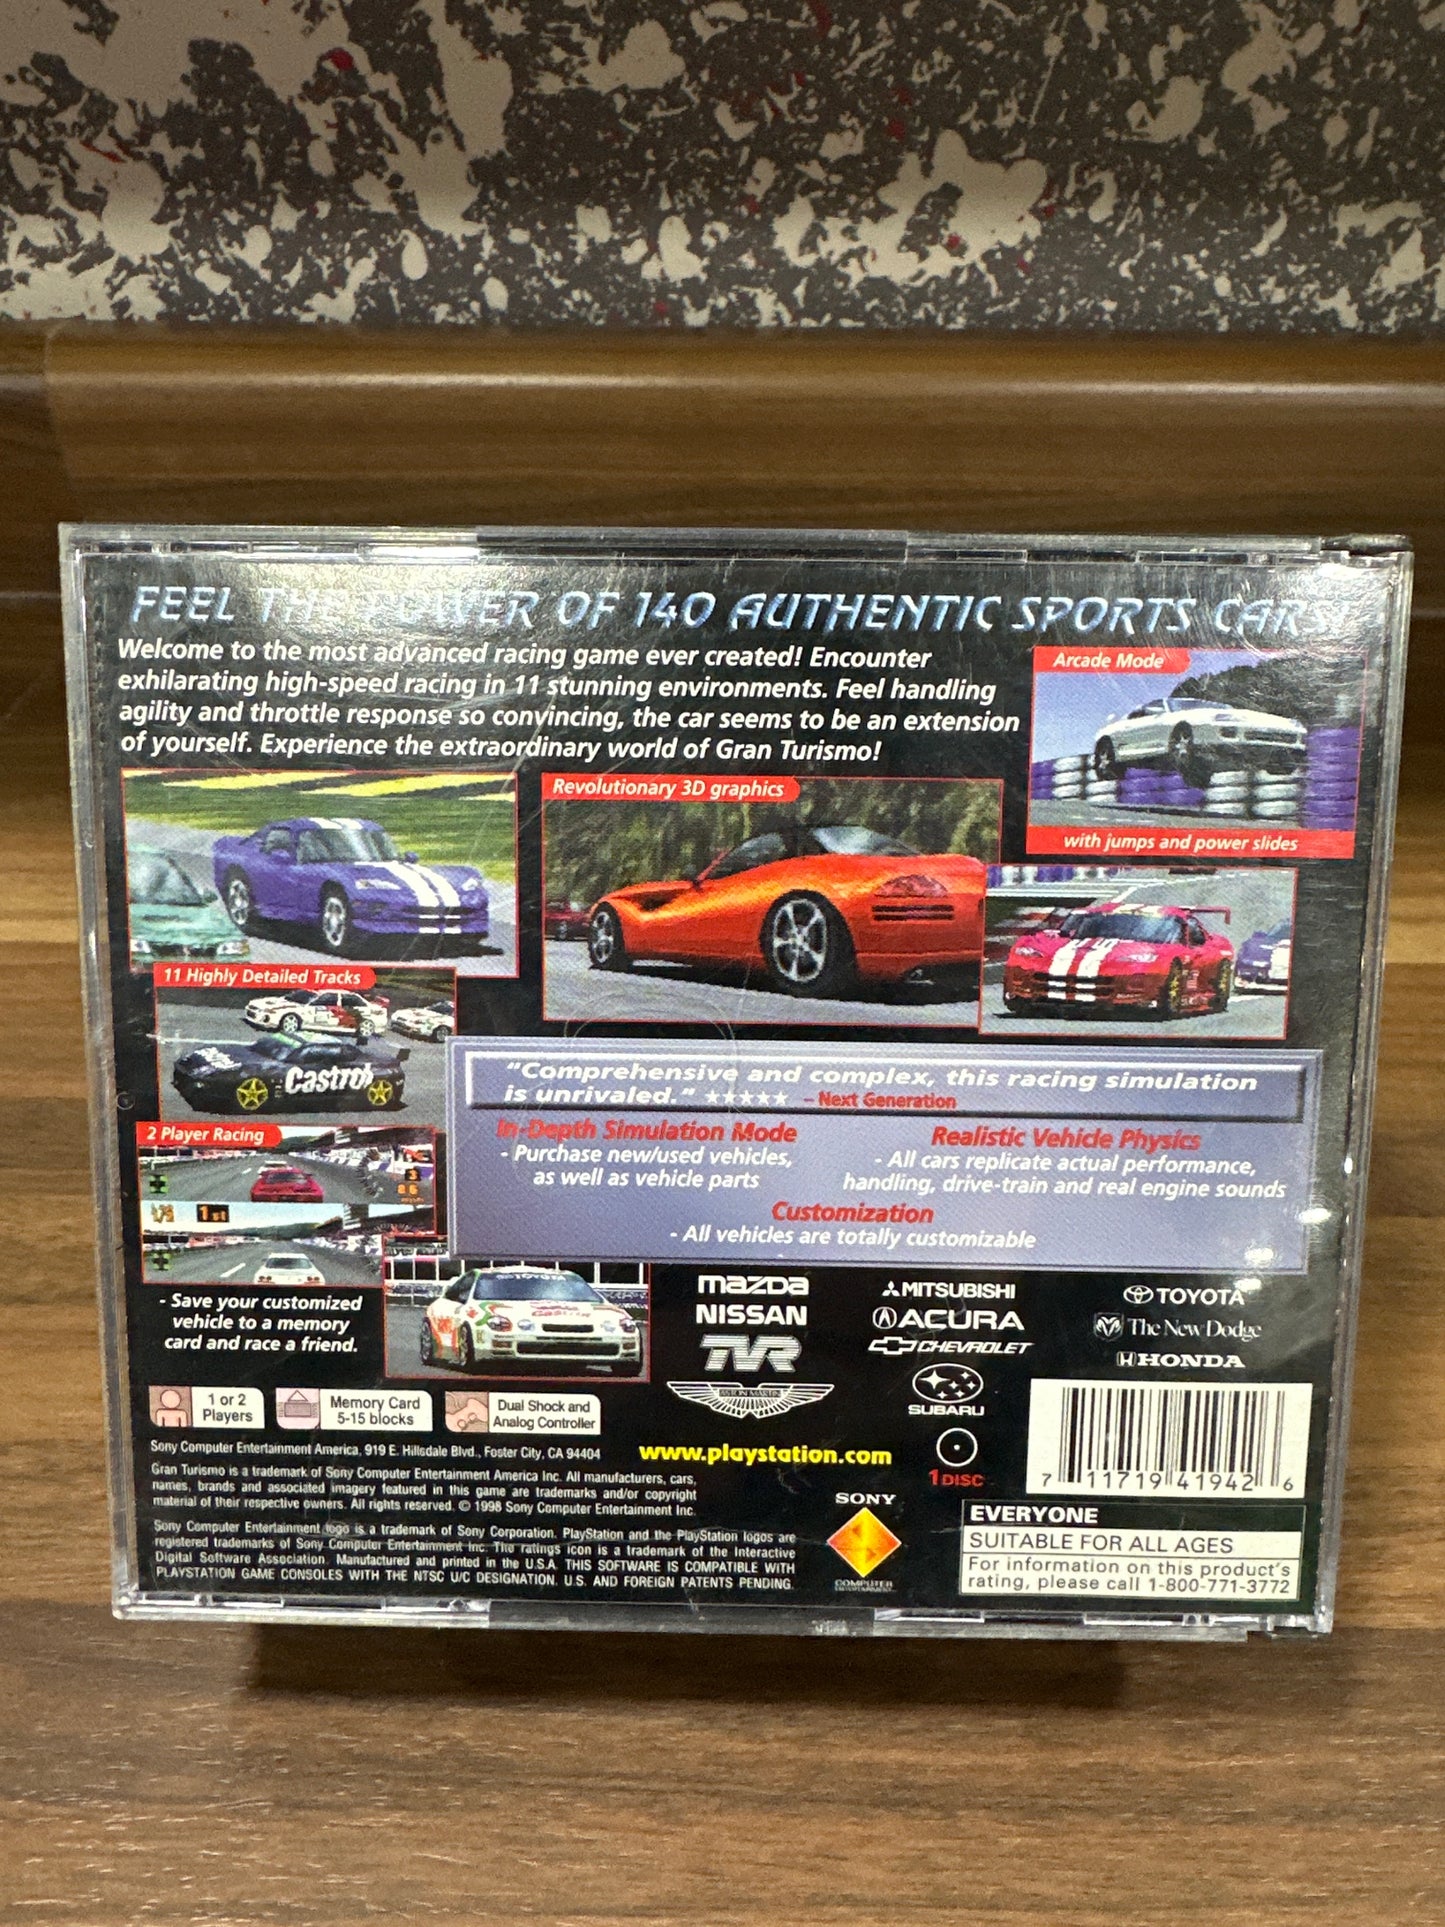 FEEL THE POWER OF 140 AUTHENTIC SPORTS CARS!
Welcome to the most advanced racing game ever created! Encounter
exhilarating high-speed racing in 11 stunning environments. Feel handling
agility and throttle response so convincing, the car seems to be an extension
of yourself. Experience the extraordinary world of Gran Turismo!
Arcade Mode
with jumps and power slides
Revolutionary 3D graphics
11 Highly Detailed Tracks
Castrol
"Comprehensive and complex, this racing simulation
is unrivaled." ★★★★★ – Next Generation
In-Depth Simulation Mode
- Purchase new/used vehicles,
as well as vehicle parts
Realistic Vehicle Physics
- All cars replicate actual performance,
handling, drive-train and real engine sounds
Customization
- All vehicles are totally customizable
2 Player Racing
1st
- Save your customized
vehicle to a memory
card and race a friend.
mazda
NISSAN
TVR
ASTON MARTIN
MITSUBISHI
ACURA
CHEVROLET
SUBARU
TOYOTA
The New Dodge
HONDA
1 or 2
Players
Memory Card
5-15 blocks
Dual Shock and
Analog Controller
Sony Computer Entertainment America, 919 E. Hillsdale Blvd., Foster City, CA 94404
www.playstation.com
1 DISC
7 11719 41942 6
Gran Turismo is a trademark of Sony Computer Entertainment America Inc. All manufacturers, cars,
names, brands and associated imagery featured in this game are trademarks and/or copyright
material of their respective owners. All rights reserved. © 1998 Sony Computer Entertainment Inc.
Sony Computer Entertainment logo is a trademark of Sony Corporation. PlayStation and the PlayStation logos are
registered trademarks of Sony Computer Entertainment Inc. The ratings icon is a trademark of the Interactive
Digital Software Association. Manufactured and printed in the U.S.A. THIS SOFTWARE IS COMPATIBLE WITH
PLAYSTATION GAME CONSOLES WITH THE NTSC U/C DESIGNATION. U.S. AND FOREIGN PATENTS PENDING.
SONY
COMPUTER
ENTERTAINMENT
EVERYONE
SUITABLE FOR ALL AGES
For information on this product's
rating, please call 1-800-771-3772